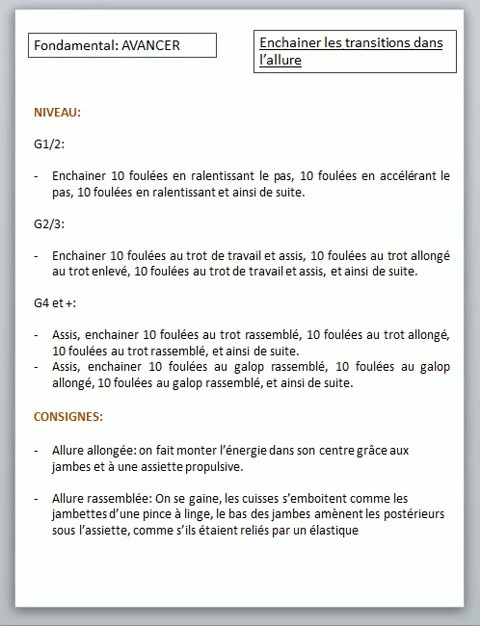 Fondamental: AVANCER
Enchainer les transitions dans
l'allure
NIVEAU:
G1/2:
- Enchainer 10 foulées en ralentissant le pas, 10 foulées en accélérant le
pas, 10 foulées en ralentissant et ainsi de suite.
G2/3:
- Enchainer 10 foulées au trot de travail et assis, 10 foulées au trot allongé
au trot enlevé, 10 foulées au trot de travail et assis, et ainsi de suite.
G4 et +:
- Assis, enchainer 10 foulées au trot rassemblé, 10 foulées au trot allongé,
10 foulées au trot rassemblé, et ainsi de suite.
- Assis, enchainer 10 foulées au galop rassemblé, 10 foulées au galop
allongé, 10 foulées au galop rassemblé, et ainsi de suite.
CONSIGNES:
- Allure allongée: on fait monter l'énergie dans son centre grâce aux
jambes et à une assiette propulsive.
- Allure rassemblée: On se gaine, les cuisses s'emboitent comme les
jambettes d'une pince à linge, le bas des jambes amènent les postérieurs
sous l'assiette, comme s'ils étaient reliés par un élastique